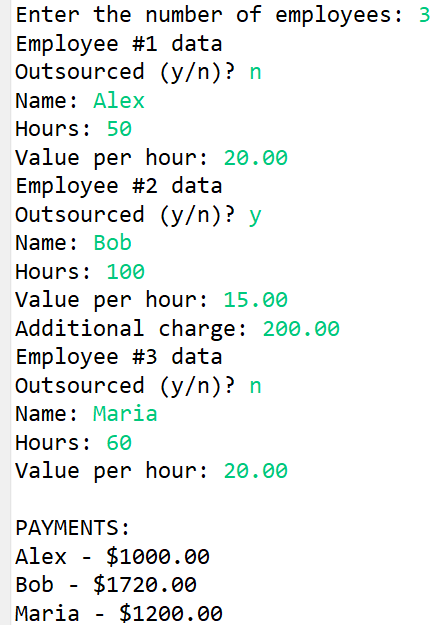 Enter the number of employees: 3
Employee #1 data
Outsourced (y/n)? n
Name: Alex
Hours: 50
Value per hour: 20.00
Employee #2 data
Outsourced (y/n)? y
Name: Bob
Hours: 100
Value per hour: 15.00
Additional charge: 200.00
Employee #3 data
Outsourced (y/n)? n
Name: Maria
Hours: 60
Value per hour: 20.00

PAYMENTS:
Alex - $1000.00
Bob - $1720.00
Maria - $1200.00